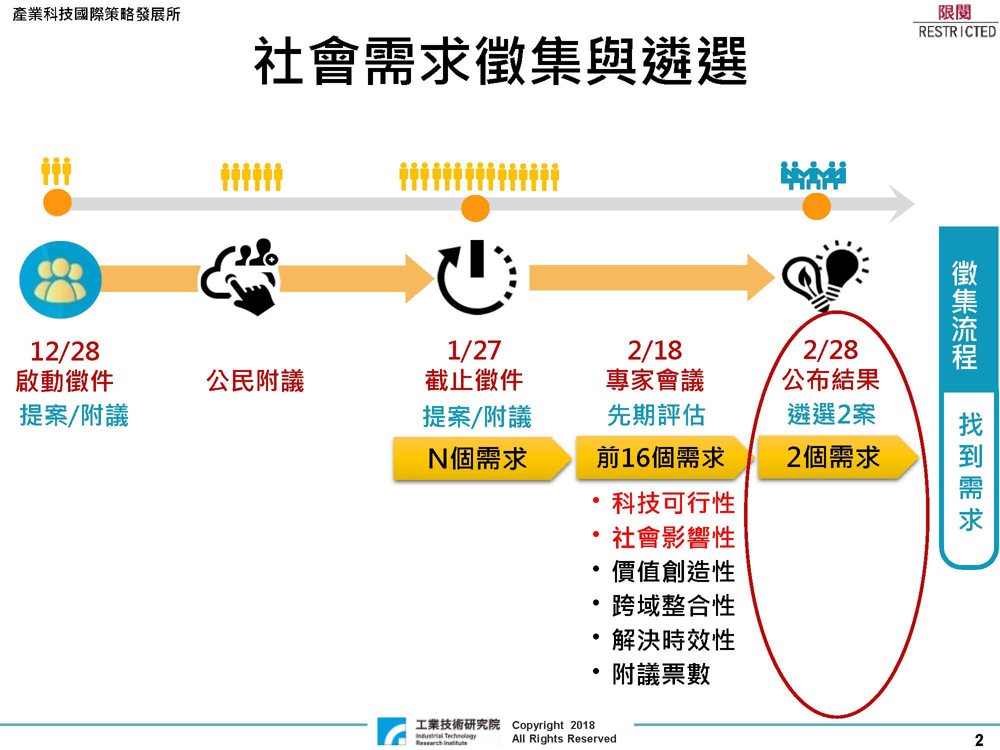 產業科技國際策略發展所
限閱
RESTRICTED
社會需求徵集與遴選
12/28
啟動徵件
提案/附議
公民附議
1/27
截止徵件
提案/附議
N個需求
2/18
專家會議
先期評估
前16個需求
• 科技可行性
• 社會影響性
• 價值創造性
• 跨域整合性
• 解決時效性
• 附議票數
2/28
公布結果
遴選2案
2個需求
徵集流程
找到需求
工業技術研究院
Industrial Technology
Research Institute
Copyright 2018
All Rights Reserved
2